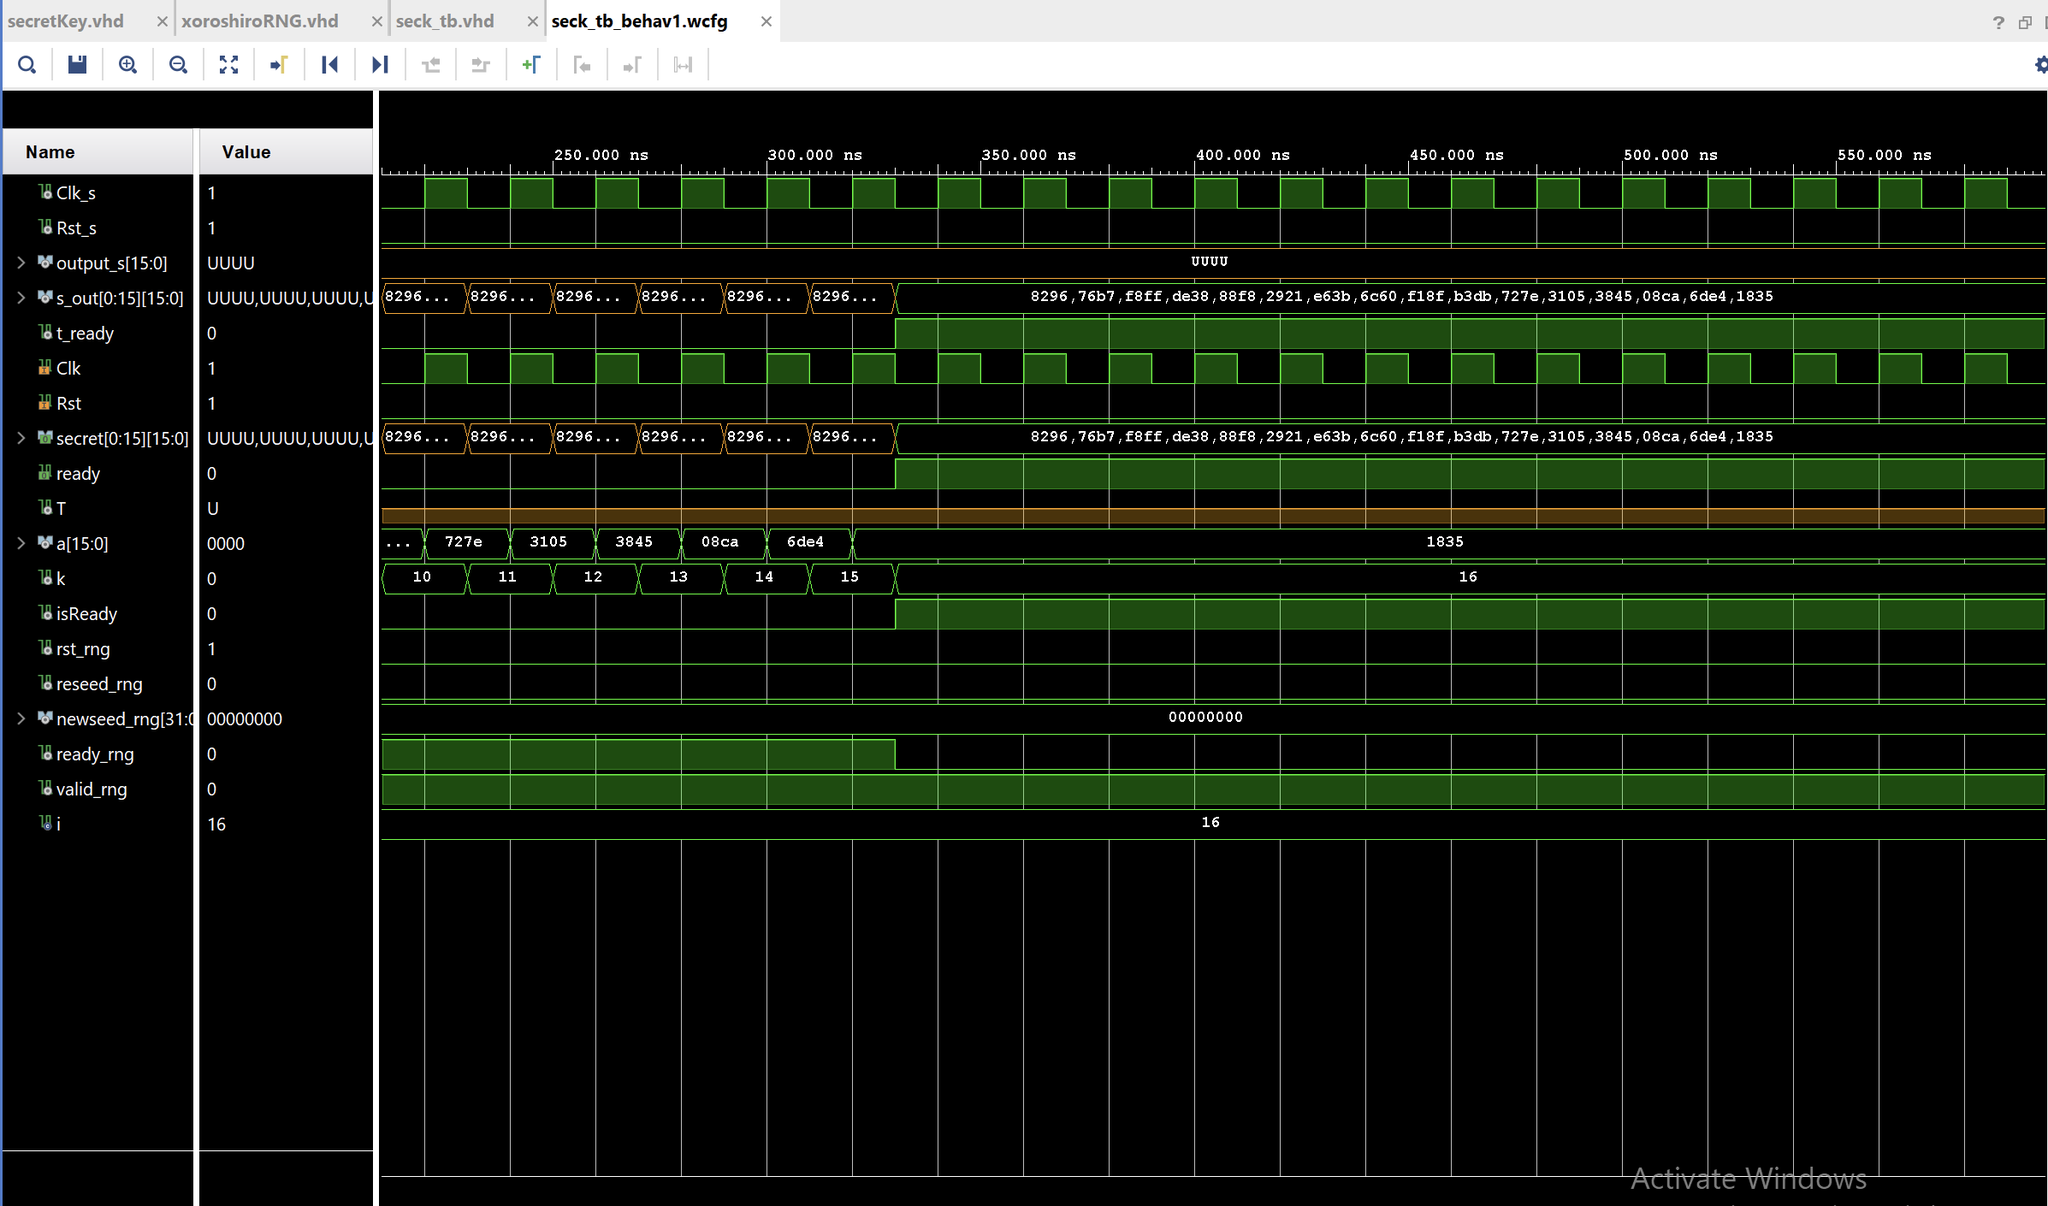 secretKey.vhd xoroshiroRNG.vhd seck_tb.vhd seck_tb_behav1.wcfg
Name Value
250.000 ns 300.000 ns 350.000 ns 400.000 ns 450.000 ns 500.000 ns 550.000 ns
Clk_s 1
Rst_s 1
output_s[15:0] UUUU UUUU
s_out[0:15][15:0] UUUU,UUUU,UUUU,U 8296... 8296... 8296... 8296... 8296... 8296... 8296,76b7,f8ff,de38,88f8,2921,e63b,6c60,f18f,b3db,727e,3105,3845,08ca,6de4,1835
t_ready 0
Clk 1
Rst 1
secret[0:15][15:0] UUUU,UUUU,UUUU,U 8296... 8296... 8296... 8296... 8296... 8296... 8296,76b7,f8ff,de38,88f8,2921,e63b,6c60,f18f,b3db,727e,3105,3845,08ca,6de4,1835
ready 0
T U
a[15:0] 0000 ... 727e 3105 3845 08ca 6de4 1835
k 0 10 11 12 13 14 15 16
isReady 0
rst_rng 1
reseed_rng 0
newseed_rng[31:0 00000000 00000000
ready_rng 0
valid_rng 0
i 16 16
Activate Windows